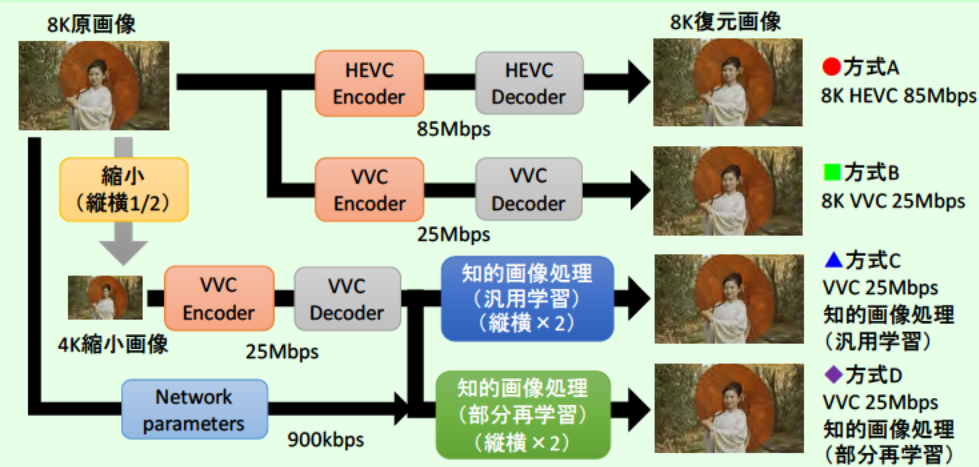 8K原画像
8K復元画像
HEVC
Encoder
HEVC
Decoder
85Mbps
●方式A
8K HEVC 85Mbps
縮小
（縦横1/2）
VVC
Encoder
VVC
Decoder
25Mbps
■方式B
8K VVC 25Mbps
4K縮小画像
VVC
Encoder
VVC
Decoder
25Mbps
知的画像処理
（汎用学習）
（縦横×2）
▲方式C
VVC 25Mbps
知的画像処理
（汎用学習）
Network
parameters
900kbps
知的画像処理
（部分再学習）
（縦横×2）
◆方式D
VVC 25Mbps
知的画像処理
（部分再学習）